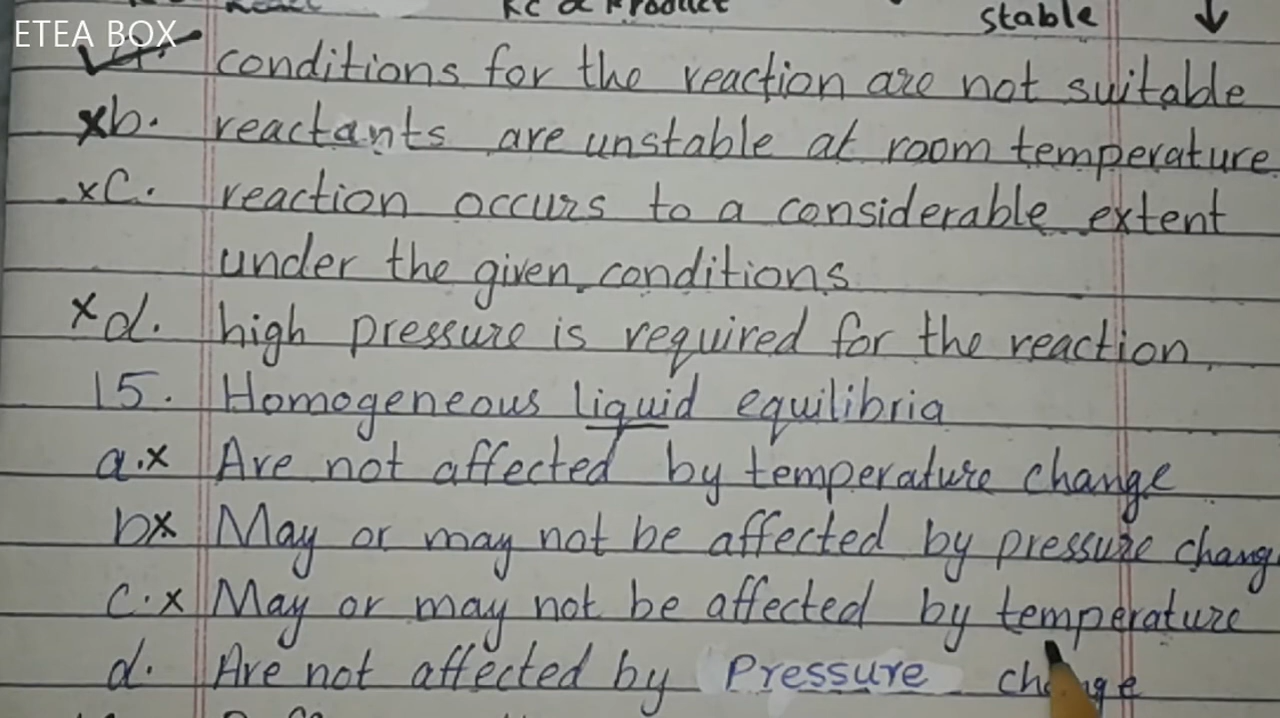 Kc α Product
stable ↓
ETEA BOX
conditions for the reaction are not suitable
xb. reactants are unstable at room temperature
xC. reaction occurs to a considerable extent
under the given conditions
xd. high pressure is required for the reaction
15. Homogeneous liquid equilibria
a.x Are not affected by temperature change
bx May or may not be affected by pressure chang
c.x May or may not be affected by temperature
d. Are not affected by Pressure change